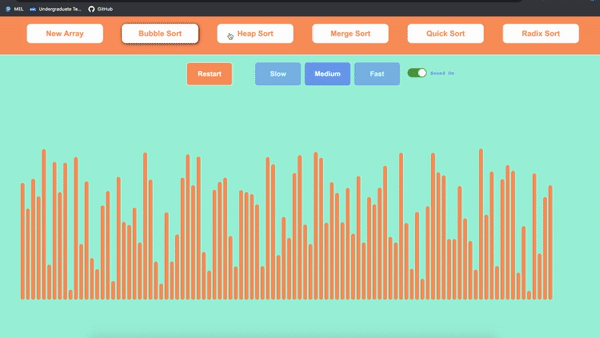 MEL Undergraduate Te... GitHub
New Array Bubble Sort Heap Sort Merge Sort Quick Sort Radix Sort
Restart Slow Medium Fast Sound On